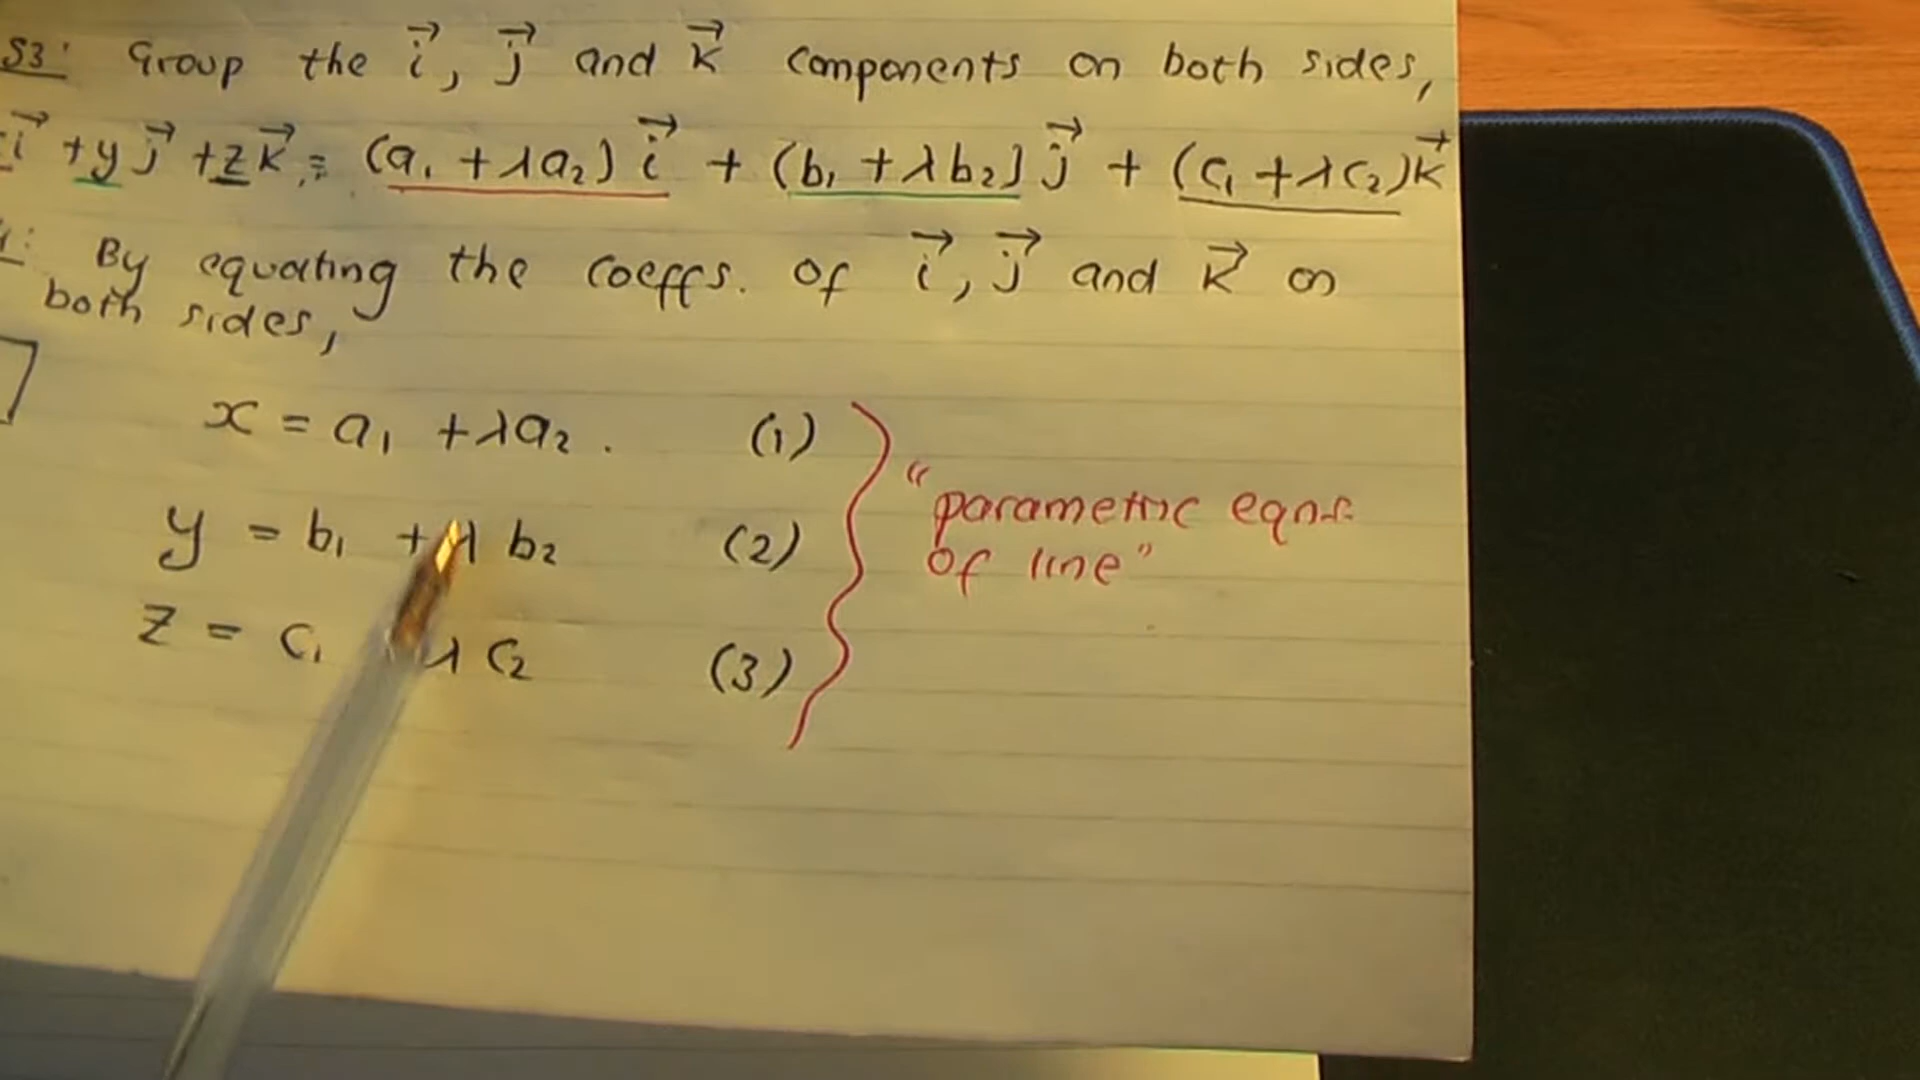 S3: Group the i⃗, j⃗ and k⃗ components on both sides,
i⃗ + yj⃗ + zk⃗ = (a₁ + λa₂) i⃗ + (b₁ + λb₂) j⃗ + (c₁ + λc₂)k⃗
By equating the coeffs. of i⃗, j⃗ and k⃗ on
both sides,
x = a₁ + λa₂. (1)
y = b₁ + λ b₂ (2)
z = c₁ λ c₂ (3)
"parametric eqns.
of line"